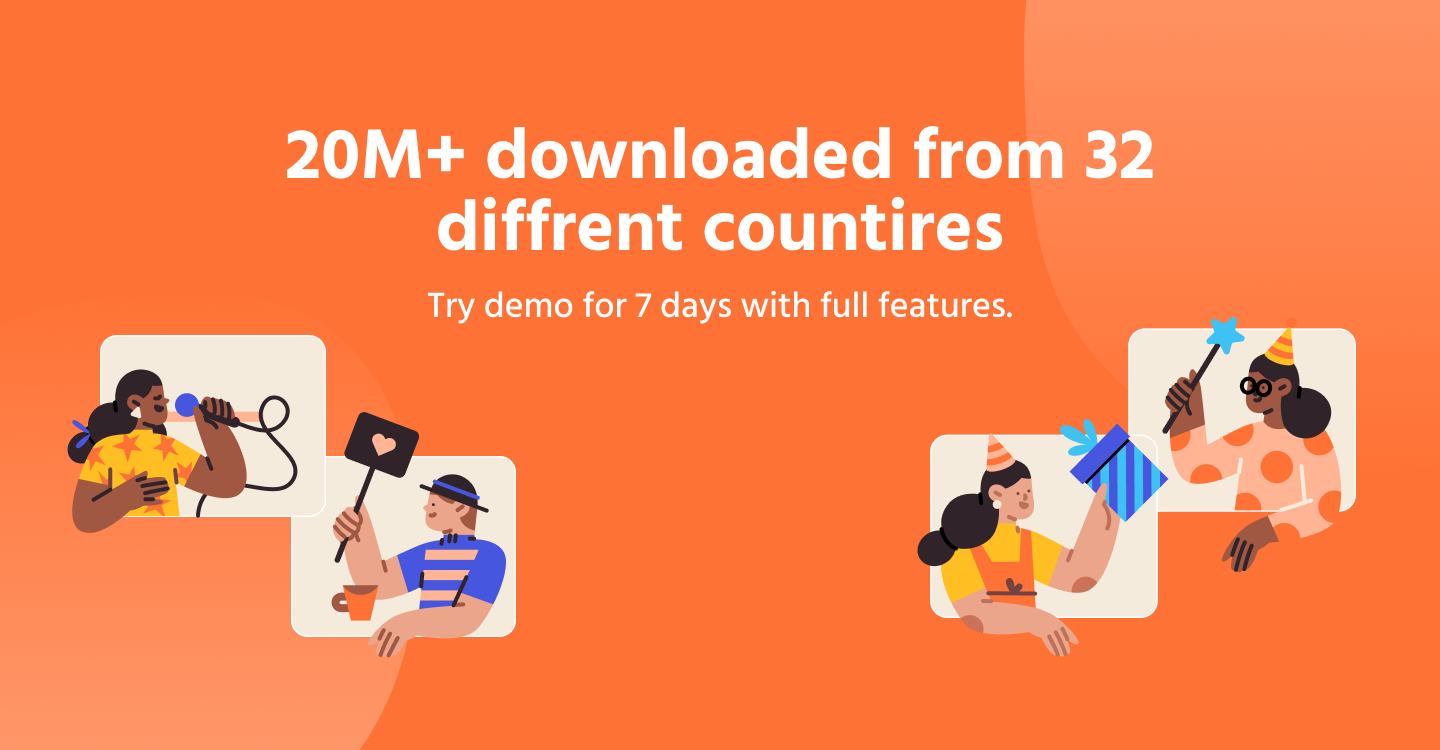 20M+ downloaded from 32
diffrent countires
Try demo for 7 days with full features.